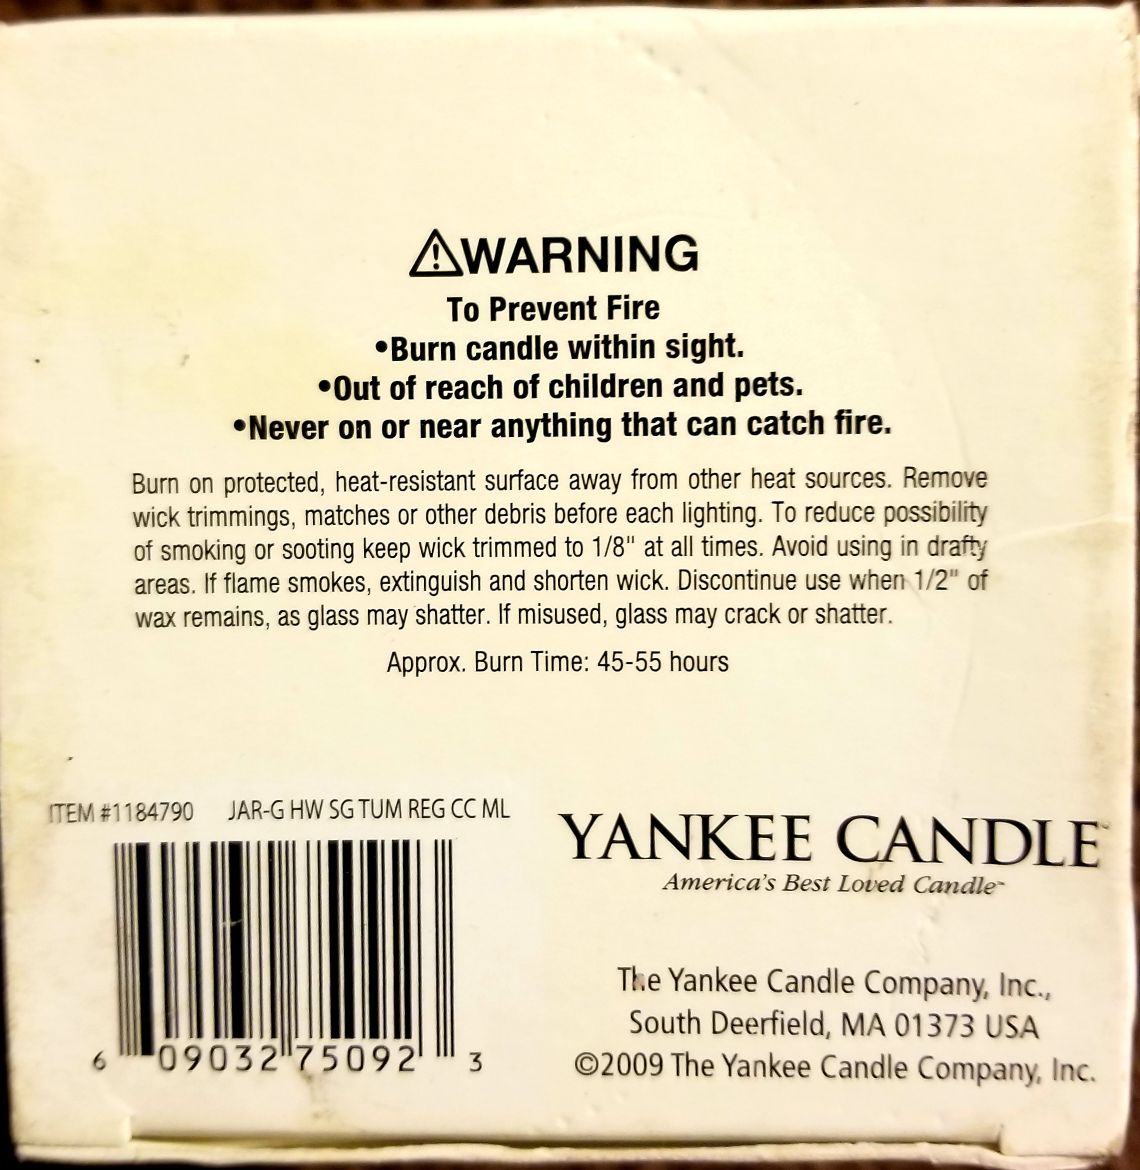 ⚠WARNING
To Prevent Fire
•Burn candle within sight.
•Out of reach of children and pets.
•Never on or near anything that can catch fire.
Burn on protected, heat-resistant surface away from other heat sources. Remove
wick trimmings, matches or other debris before each lighting. To reduce possibility
of smoking or sooting keep wick trimmed to 1/8" at all times. Avoid using in drafty
areas. If flame smokes, extinguish and shorten wick. Discontinue use when 1/2" of
wax remains, as glass may shatter. If misused, glass may crack or shatter.
Approx. Burn Time: 45-55 hours
ITEM #1184790 JAR-G HW SG TUM REG CC ML
6 09032 75092 3
YANKEE CANDLE™
America's Best Loved Candle™
The Yankee Candle Company, Inc.,
South Deerfield, MA 01373 USA
©2009 The Yankee Candle Company, Inc.